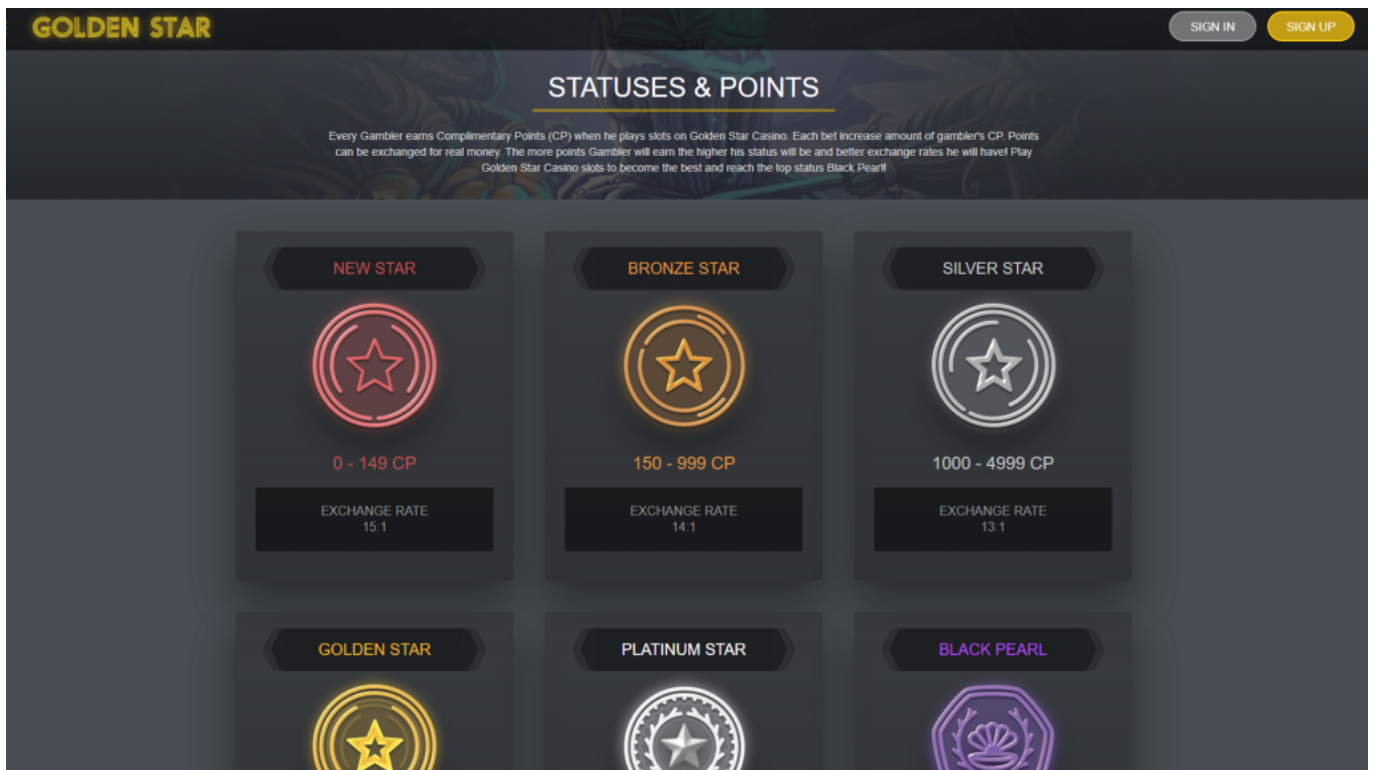 GOLDEN STAR
SIGN IN
SIGN UP
STATUSES & POINTS
Every Gambler earns Complimentary Points (CP) when he plays slots on Golden Star Casino. Each bet increase amount of gambler's CP. Points
can be exchanged for real money. The more points Gambler will earn the higher his status will be and better exchange rates he will have! Play
Golden Star Casino slots to become the best and reach the top status Black Pearl!
NEW STAR
BRONZE STAR
SILVER STAR
0 - 149 CP
150 - 999 CP
1000 - 4999 CP
EXCHANGE RATE
15:1
EXCHANGE RATE
14:1
EXCHANGE RATE
13:1
GOLDEN STAR
PLATINUM STAR
BLACK PEARL